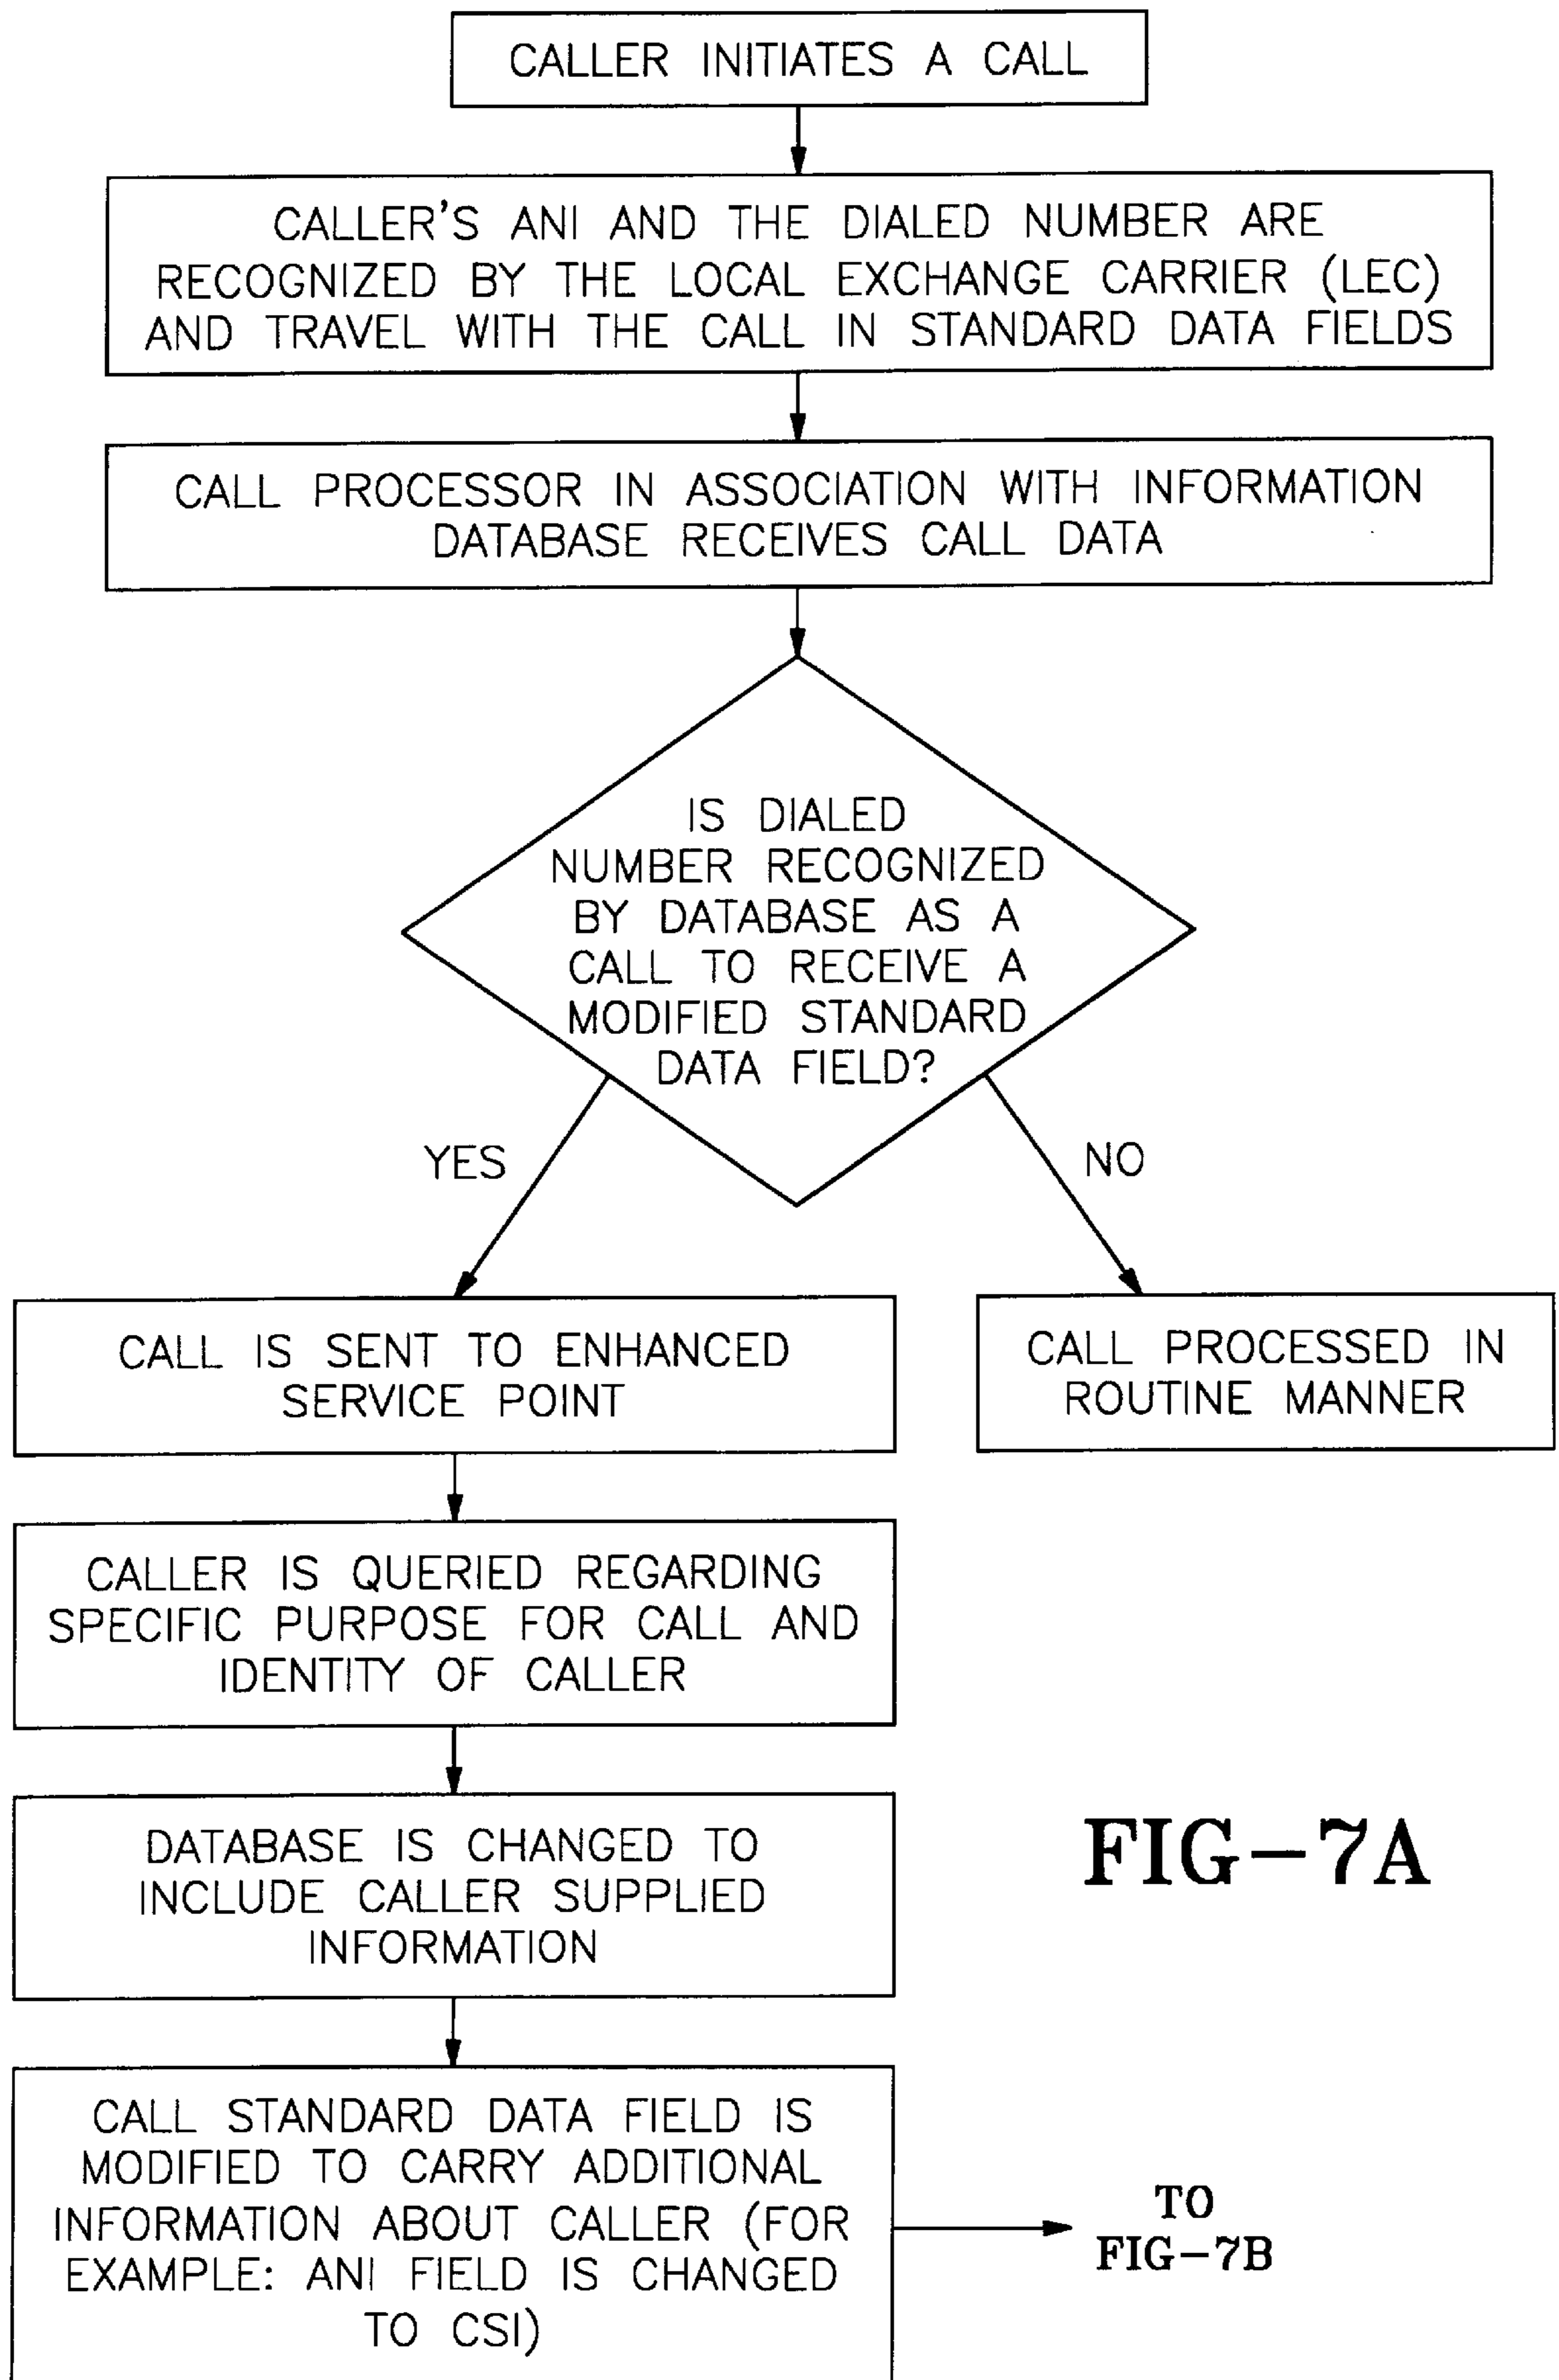 CALLER INITIATES A CALL
CALLER'S ANI AND THE DIALED NUMBER ARE
RECOGNIZED BY THE LOCAL EXCHANGE CARRIER (LEC)
AND TRAVEL WITH THE CALL IN STANDARD DATA FIELDS
CALL PROCESSOR IN ASSOCIATION WITH INFORMATION
DATABASE RECEIVES CALL DATA
IS DIALED
NUMBER RECOGNIZED
BY DATABASE AS A
CALL TO RECEIVE A
MODIFIED STANDARD
DATA FIELD?
YES
NO
CALL IS SENT TO ENHANCED
SERVICE POINT
CALL PROCESSED IN
ROUTINE MANNER
CALLER IS QUERIED REGARDING
SPECIFIC PURPOSE FOR CALL AND
IDENTITY OF CALLER
DATABASE IS CHANGED TO
INCLUDE CALLER SUPPLIED
INFORMATION
FIG-7A
CALL STANDARD DATA FIELD IS
MODIFIED TO CARRY ADDITIONAL
INFORMATION ABOUT CALLER (FOR
EXAMPLE: ANI FIELD IS CHANGED
TO CSI)
TO
FIG-7B